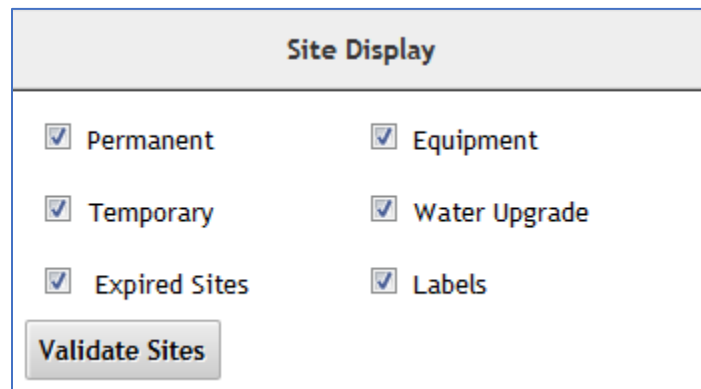 Site Display
Permanent
Equipment
Temporary
Water Upgrade
Expired Sites
Labels
Validate Sites